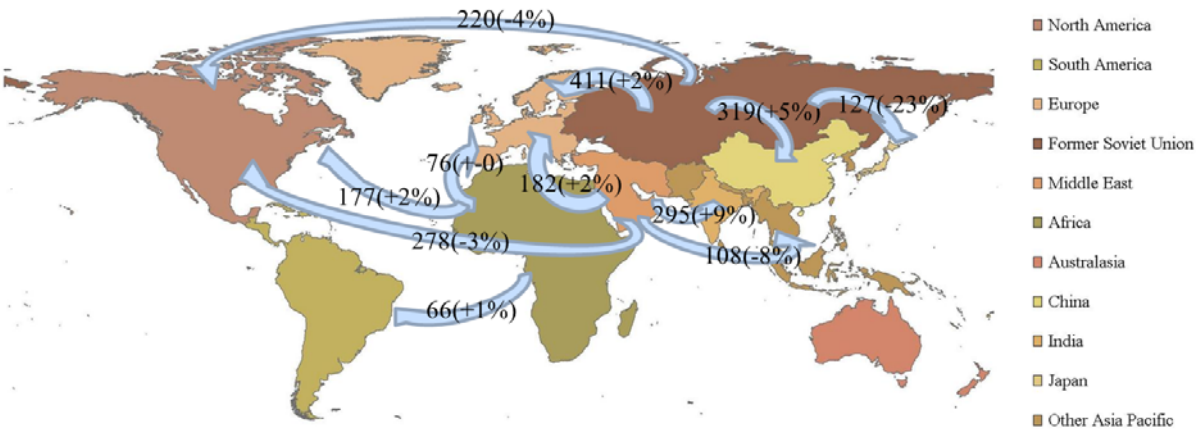 220(-4%)
411(+2%)
319(+5%)
127(-23%)
76(+-0)
177(+2%)
182(+2%)
295(+9%)
278(-3%)
108(-8%)
66(+1%)
North America
South America
Europe
Former Soviet Union
Middle East
Africa
Australasia
China
India
Japan
Other Asia Pacific